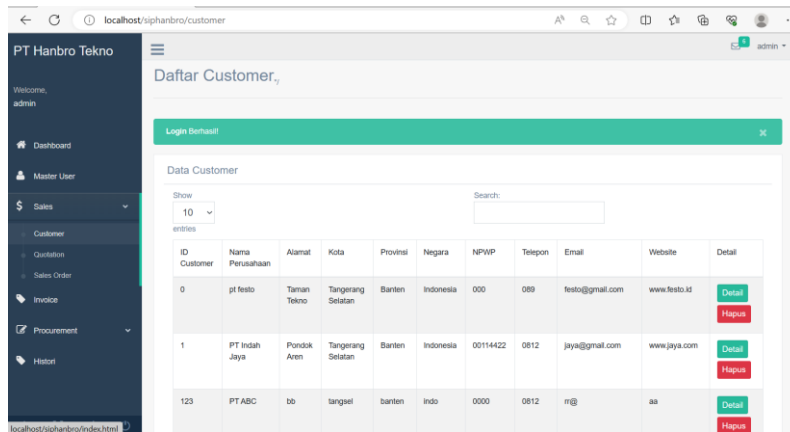 localhost/siphanbro/customer
PT Hanbro Tekno
6
admin
Welcome,
admin
Daftar Customer.,
Login Berhasil!
×
Dashboard
Master User
Sales
Customer
Quotation
Sales Order
Invoice
Procurement
Histori
Data Customer
Show
10
entries
Search:
ID Customer Nama Perusahaan Alamat Kota Provinsi Negara NPWP Telepon Email Website Detail
0 pt festo Taman Tekno Tangerang Selatan Banten Indonesia 000 089 festo@gmail.com www.festo.id Detail Hapus
1 PT Indah Jaya Pondok Aren Tangerang Selatan Banten Indonesia 00114422 0812 jaya@gmail.com www.jaya.com Detail Hapus
123 PT ABC bb tangsel banten indo 0000 0812 aa Detail Hapus
localhost/siphanbro/index.html